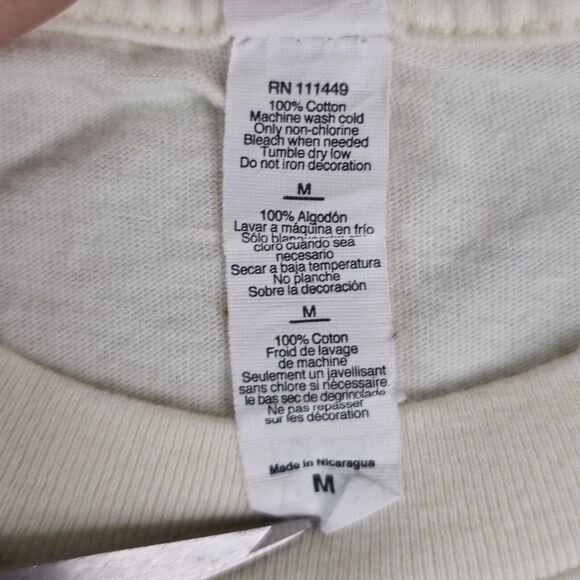 RN 111449
100% Cotton
Machine wash cold
Only non-chlorine
Bleach when needed
Tumble dry low
Do not iron decoration
M
100% Algodón
Lavar a máquina en frío
Sólo
cloro cuando sea
necesario
Secar a baja temperatura
No planche
Sobre la decoración
M
100% Coton
Froid de lavage
de machine
Seulement un javellisant
sans chlore si nécessaire.
le bas sec de degringolade
Ne pas repasser
sur les décoration
Made in Nicaragua
M